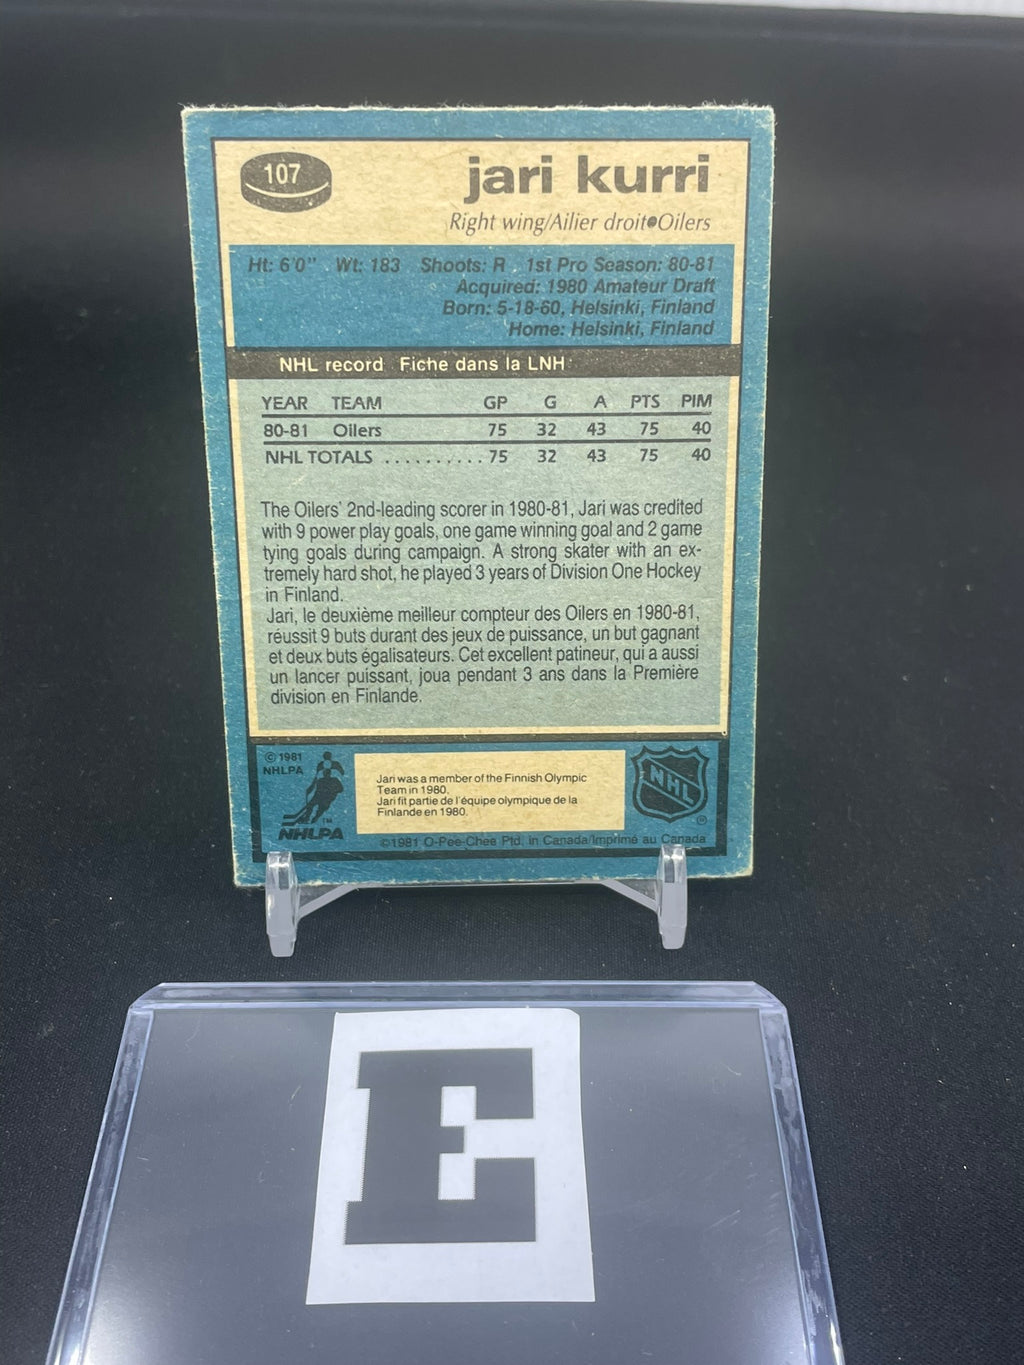 107
jari kurri
Right wing/Ailier droit●Oilers
Ht: 6'0" Wt: 183 Shoots: R 1st Pro Season: 80-81
Acquired: 1980 Amateur Draft
Born: 5-18-60, Helsinki, Finland
Home: Helsinki, Finland
NHL record Fiche dans la LNH
YEAR TEAM GP G A PTS PIM
80-81 Oilers 75 32 43 75 40
NHL TOTALS .......... 75 32 43 75 40
The Oilers' 2nd-leading scorer in 1980-81, Jari was credited
with 9 power play goals, one game winning goal and 2 game
tying goals during campaign. A strong skater with an ex-
tremely hard shot, he played 3 years of Division One Hockey
in Finland.
Jari, le deuxième meilleur compteur des Oilers en 1980-81,
réussit 9 buts durant des jeux de puissance, un but gagnant
et deux buts égalisateurs. Cet excellent patineur, qui a aussi
un lancer puissant, joua pendant 3 ans dans la Première
division en Finlande.
© 1981
NHLPA
TM
NHLPA
Jari was a member of the Finnish Olympic
Team in 1980.
Jari fit partie de l'équipe olympique de la
Finlande en 1980.
NHL
®
©1981 O-Pee-Chee Ptd. in Canada/Imprimé au Canada
E